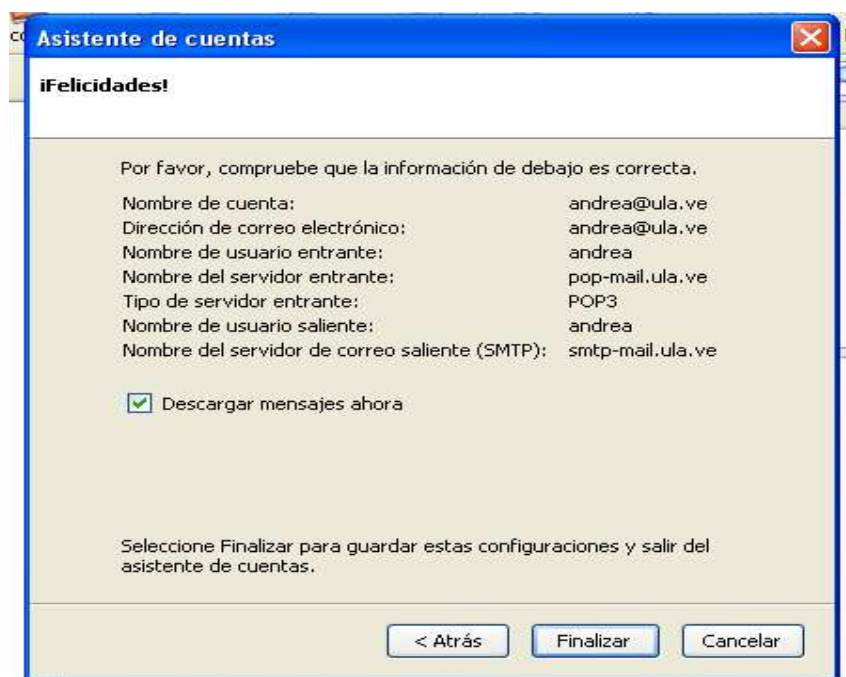 Asistente de cuentas
¡Felicidades!
Por favor, compruebe que la información de debajo es correcta.
Nombre de cuenta: andrea@ula.ve
Dirección de correo electrónico: andrea@ula.ve
Nombre de usuario entrante: andrea
Nombre del servidor entrante: pop-mail.ula.ve
Tipo de servidor entrante: POP3
Nombre de usuario saliente: andrea
Nombre del servidor de correo saliente (SMTP): smtp-mail.ula.ve
Descargar mensajes ahora
Seleccione Finalizar para guardar estas configuraciones y salir del
asistente de cuentas.
< Atrás Finalizar Cancelar